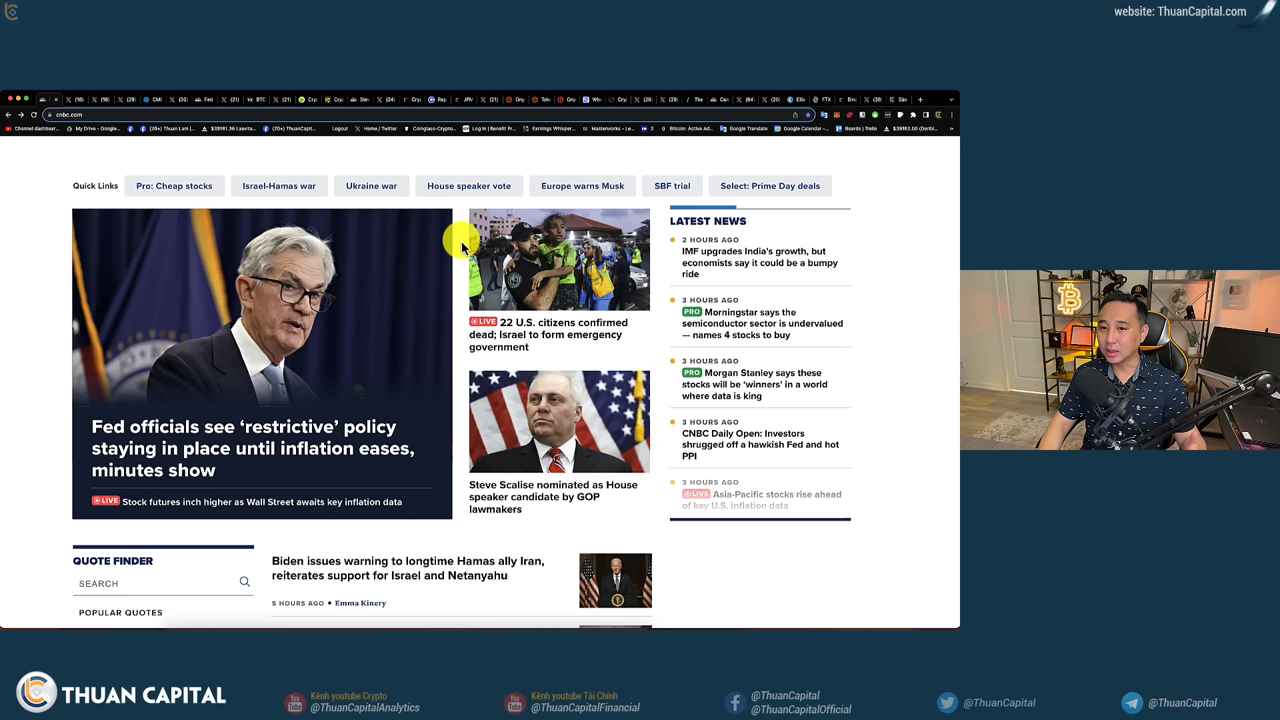 website: ThuanCapital.com
cnbc.com
Quick Links
Pro: Cheap stocks
Israel-Hamas war
Ukraine war
House speaker vote
Europe warns Musk
SBF trial
Select: Prime Day deals
Fed officials see ‘restrictive’ policy
staying in place until inflation eases,
minutes show
LIVE Stock futures inch higher as Wall Street awaits key inflation data
LIVE 22 U.S. citizens confirmed
dead; Israel to form emergency
government
Steve Scalise nominated as House
speaker candidate by GOP
lawmakers
LATEST NEWS
2 HOURS AGO
IMF upgrades India’s growth, but
economists say it could be a bumpy
ride
3 HOURS AGO
PRO Morningstar says the
semiconductor sector is undervalued
— names 4 stocks to buy
3 HOURS AGO
PRO Morgan Stanley says these
stocks will be ‘winners’ in a world
where data is king
3 HOURS AGO
CNBC Daily Open: Investors
shrugged off a hawkish Fed and hot
PPI
3 HOURS AGO
LIVE Asia-Pacific stocks rise ahead
of key U.S. inflation data
QUOTE FINDER
SEARCH
POPULAR QUOTES
Biden issues warning to longtime Hamas ally Iran,
reiterates support for Israel and Netanyahu
5 HOURS AGO • Emma Kinery
THUAN CAPITAL
Kênh youtube Crypto
@ThuanCapitalAnalytics
Kênh youtube Tài Chính
@ThuanCapitalFinancial
@ThuanCapital
@ThuanCapitalOfficial
@ThuanCapital
@ThuanCapital